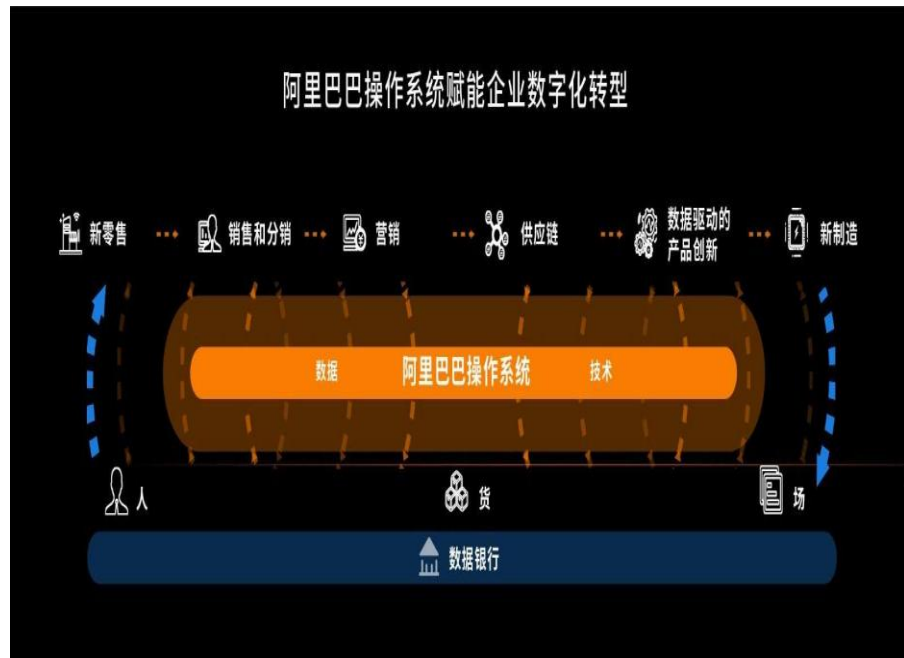 阿里巴巴操作系统赋能企业数字化转型
新零售
销售和分销
营销
供应链
数据驱动的
产品创新
新制造
数据 阿里巴巴操作系统 技术
人
货
场
数据银行